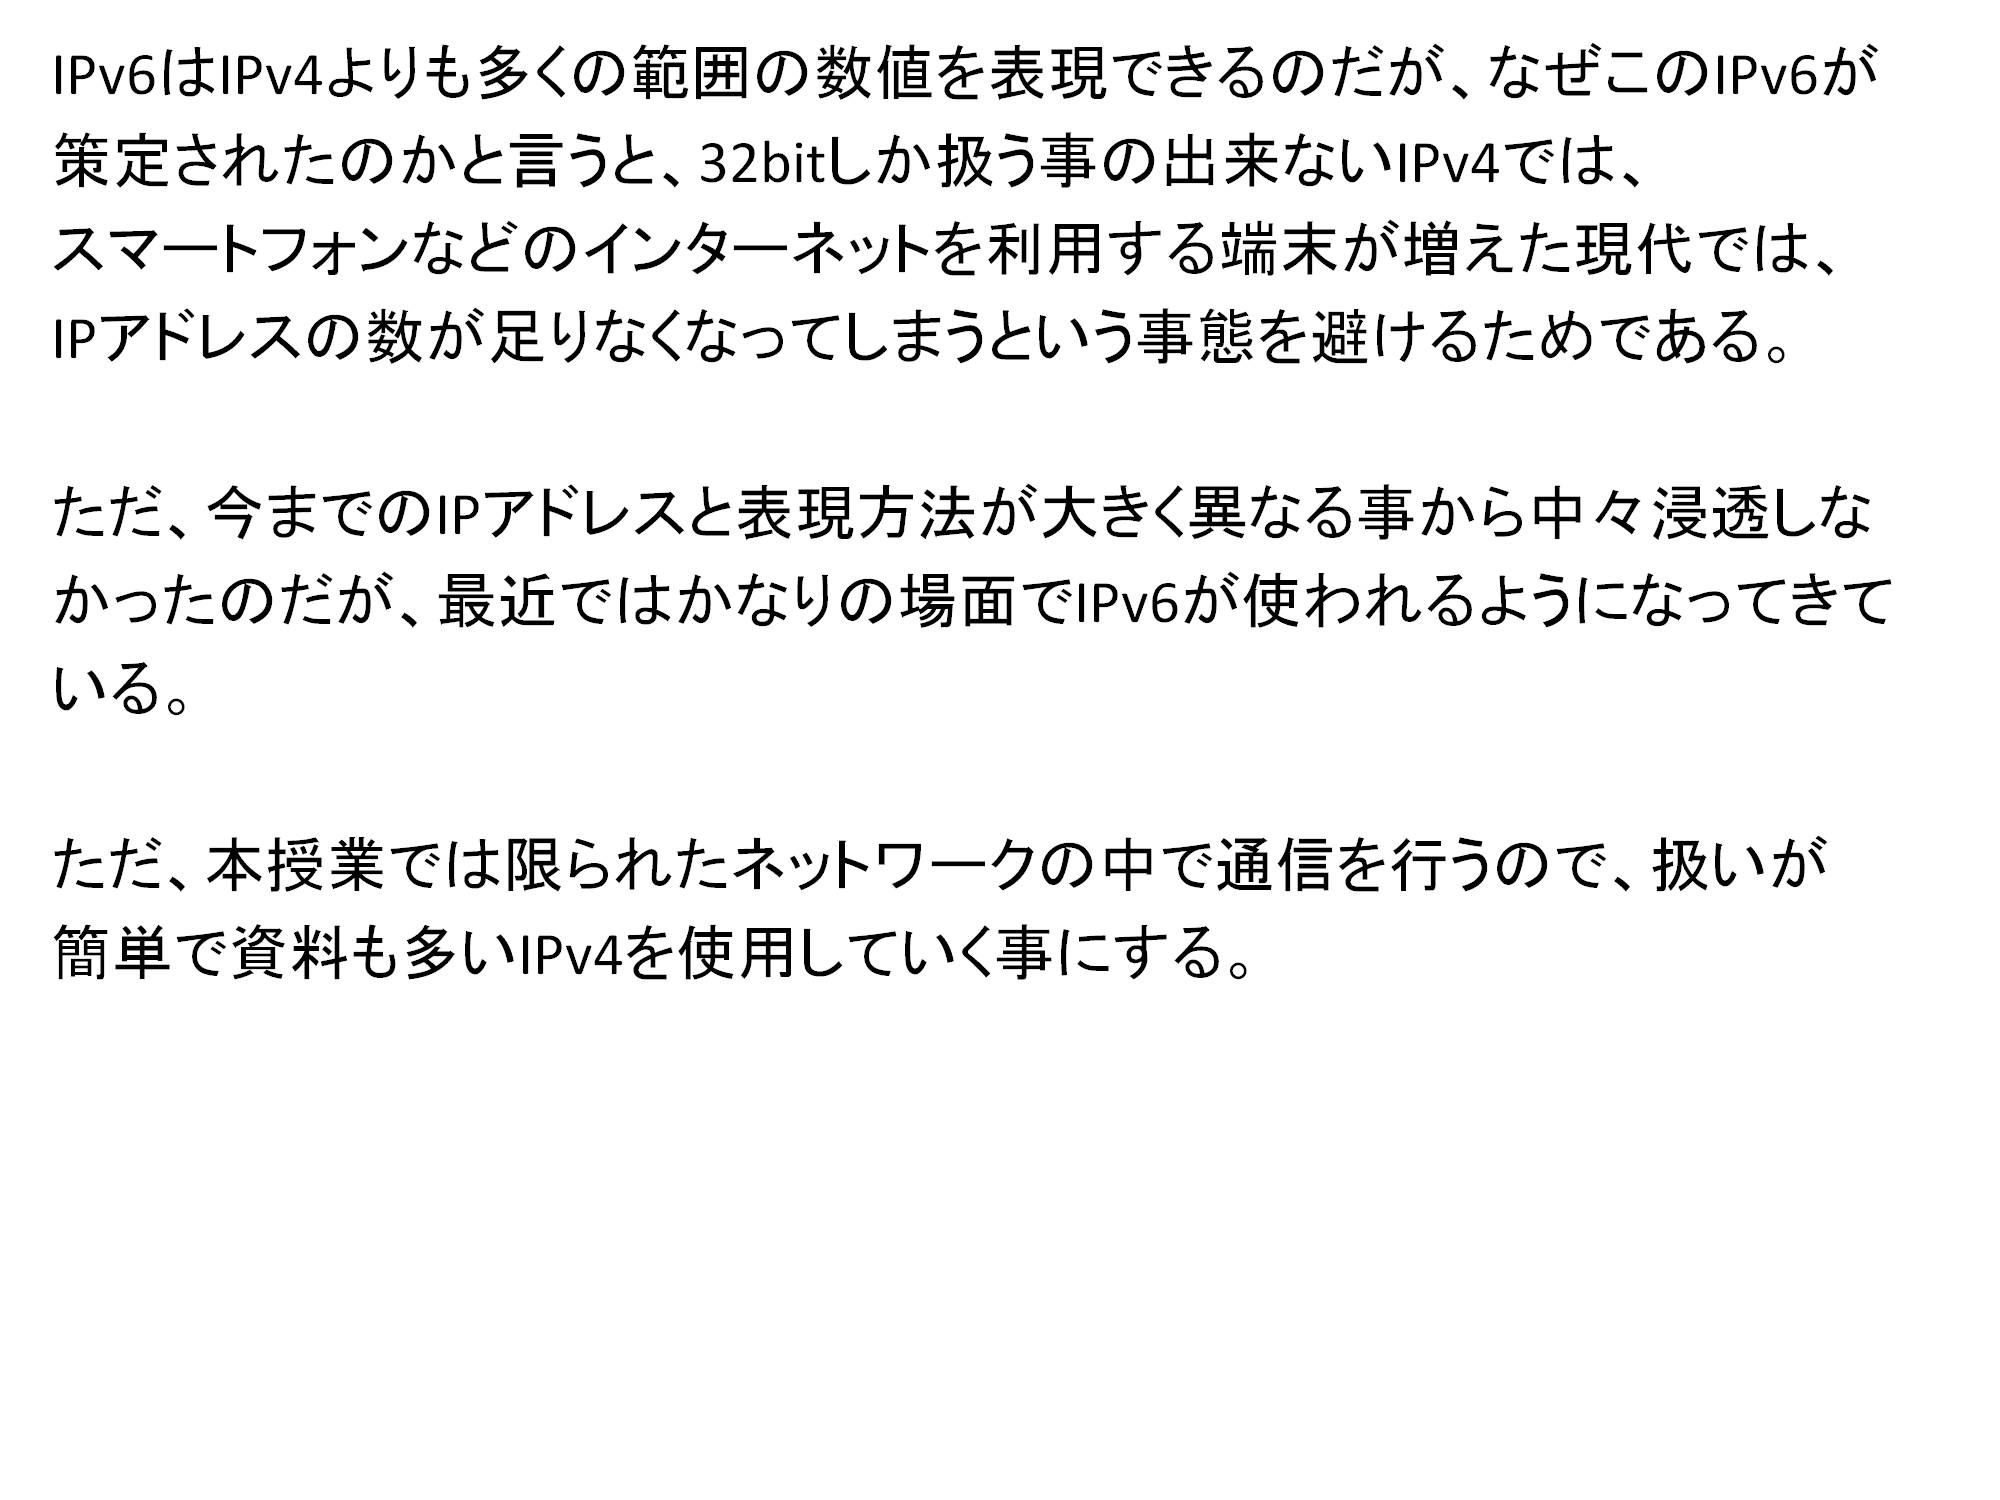 IPv6はIPv4よりも多くの範囲の数値を表現できるのだが、なぜこのIPv6が
策定されたのかと言うと、32bitしか扱う事の出来ないIPv4では、
スマートフォンなどのインターネットを利用する端末が増えた現代では、
IPアドレスの数が足りなくなってしまうという事態を避けるためである。
ただ、今までのIPアドレスと表現方法が大きく異なる事から中々浸透しな
かったのだが、最近ではかなりの場面でIPv6が使われるようになってきて
いる。
ただ、本授業では限られたネットワークの中で通信を行うので、扱いが
簡単で資料も多いIPv4を使用していく事にする。